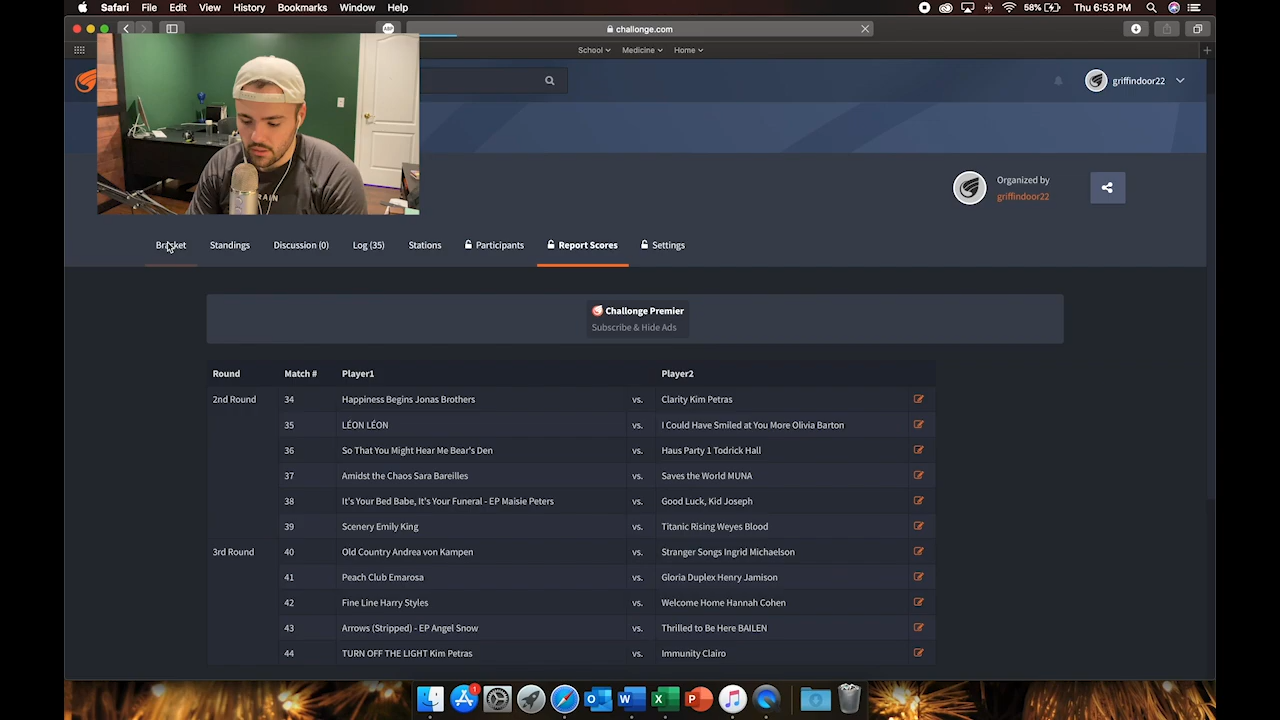 Safari File Edit View History Bookmarks Window Help 58% Thu 6:53 PM
ABP challonge.com
School Medicine Home
griffindoor22
Organized by
griffindoor22
Bracket Standings Discussion (0) Log (35) Stations Participants Report Scores Settings
Challonge Premier
Subscribe & Hide Ads
Round Match # Player1 Player2
2nd Round 34 Happiness Begins Jonas Brothers vs. Clarity Kim Petras
35 LÉON LÉON vs. I Could Have Smiled at You More Olivia Barton
36 So That You Might Hear Me Bear's Den vs. Haus Party 1 Todrick Hall
37 Amidst the Chaos Sara Bareilles vs. Saves the World MUNA
38 It's Your Bed Babe, It's Your Funeral - EP Maisie Peters vs. Good Luck, Kid Joseph
39 Scenery Emily King vs. Titanic Rising Weyes Blood
3rd Round 40 Old Country Andrea von Kampen vs. Stranger Songs Ingrid Michaelson
41 Peach Club Emarosa vs. Gloria Duplex Henry Jamison
42 Fine Line Harry Styles vs. Welcome Home Hannah Cohen
43 Arrows (Stripped) - EP Angel Snow vs. Thrilled to Be Here BAILEN
44 TURN OFF THE LIGHT Kim Petras vs. Immunity Clairo